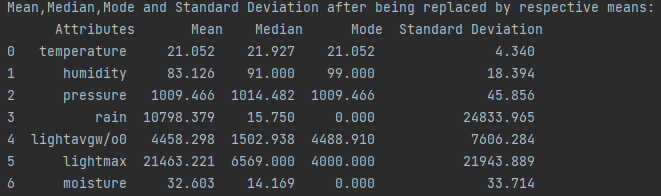 Mean,Median,Mode and Standard Deviation after being replaced by respective means:
Attributes Mean Median Mode Standard Deviation
0 temperature 21.052 21.927 21.052 4.340
1 humidity 83.126 91.000 99.000 18.394
2 pressure 1009.466 1014.482 1009.466 45.856
3 rain 10798.379 15.750 0.000 24833.965
4 lightavgw/o0 4458.298 1502.938 4488.910 7606.284
5 lightmax 21463.221 6569.000 4000.000 21943.889
6 moisture 32.603 14.169 0.000 33.714